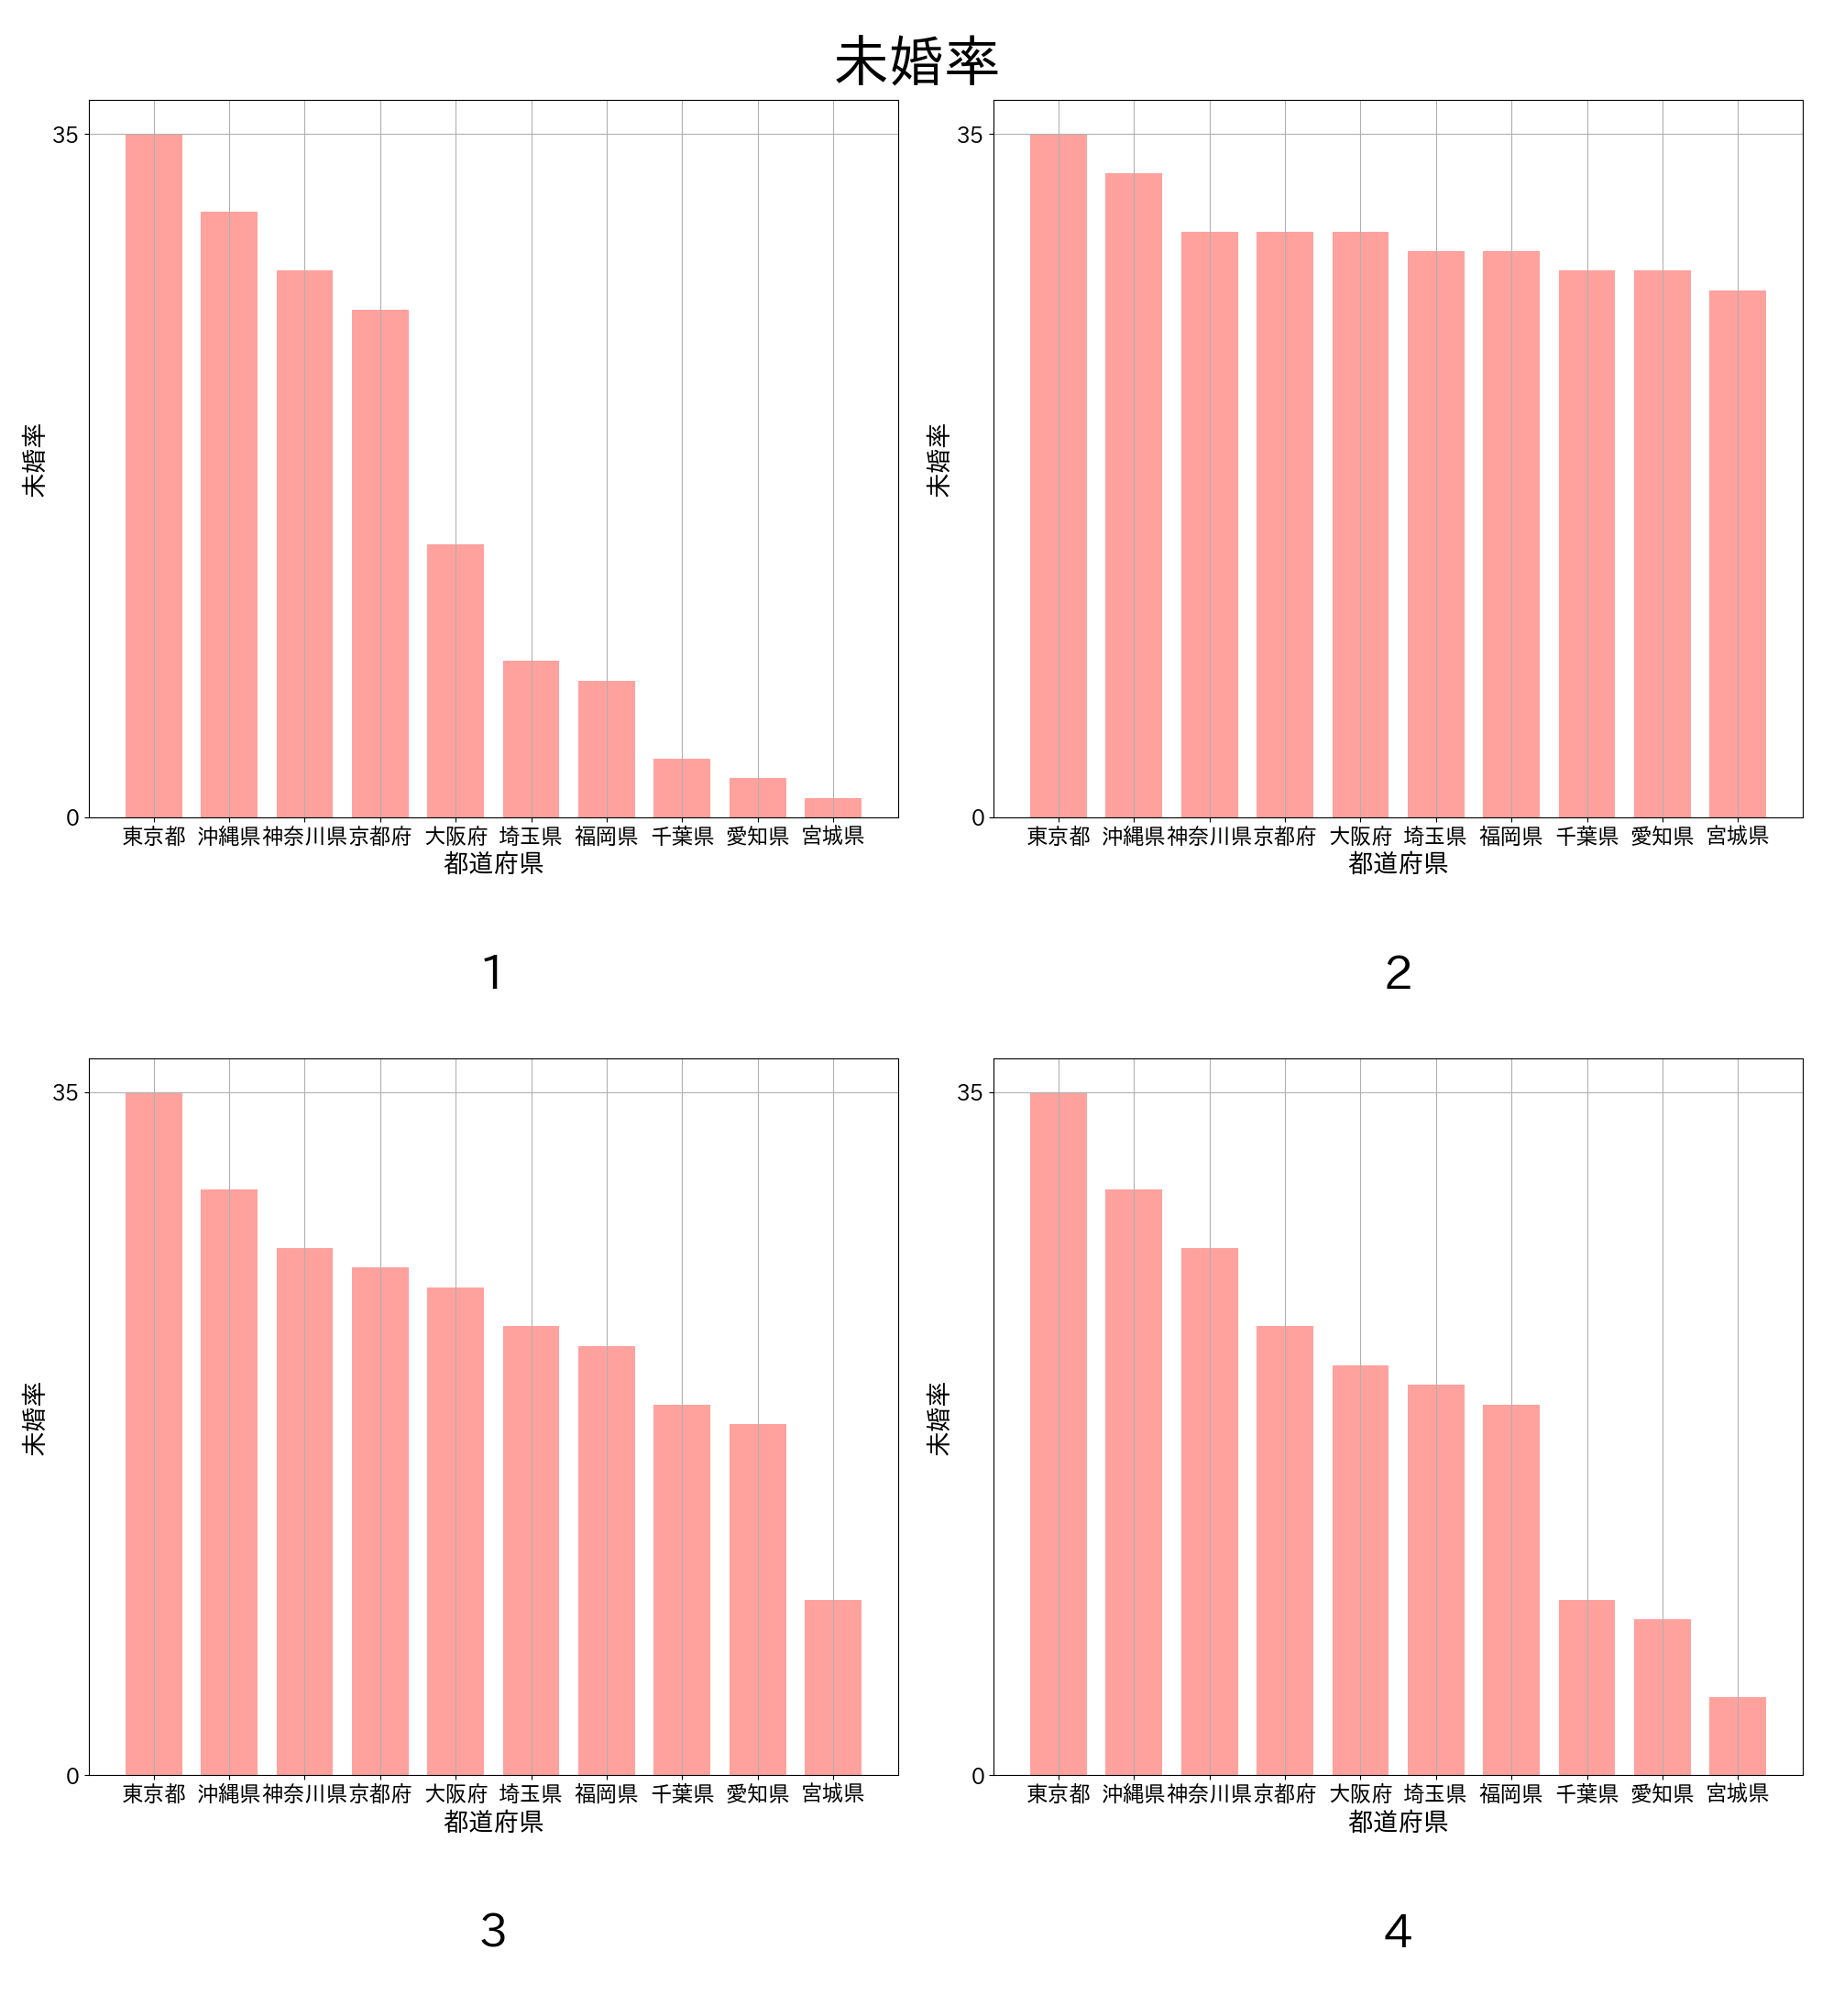 未婚率
35
0
未婚率
東京都 沖縄県 神奈川県 京都府 大阪府 埼玉県 福岡県 千葉県 愛知県 宮城県
都道府県
1
35
0
未婚率
東京都 沖縄県 神奈川県 京都府 大阪府 埼玉県 福岡県 千葉県 愛知県 宮城県
都道府県
2
35
0
未婚率
東京都 沖縄県 神奈川県 京都府 大阪府 埼玉県 福岡県 千葉県 愛知県 宮城県
都道府県
3
35
0
未婚率
東京都 沖縄県 神奈川県 京都府 大阪府 埼玉県 福岡県 千葉県 愛知県 宮城県
都道府県
4